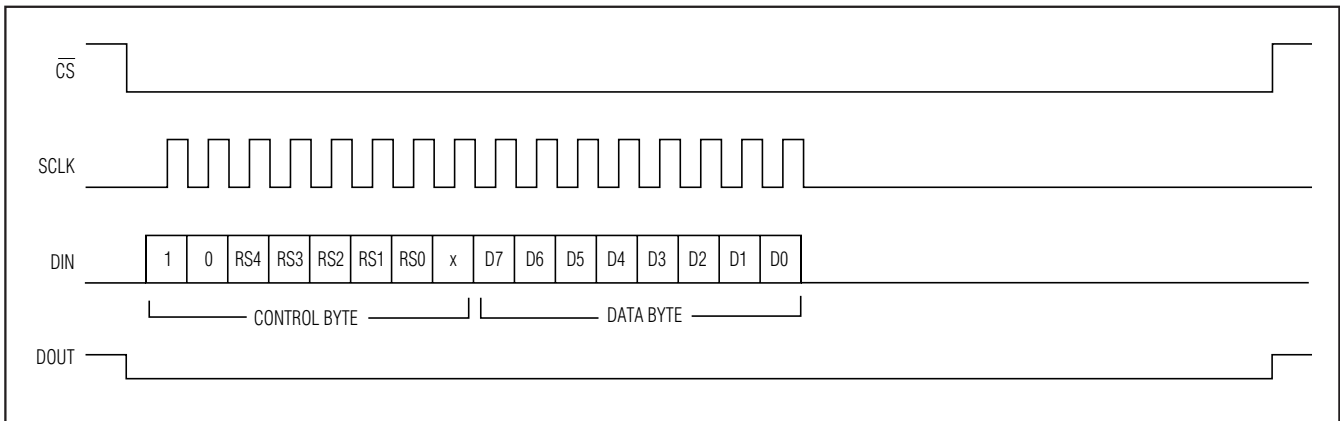 C̅S̅
SCLK
DIN 1 0 RS4 RS3 RS2 RS1 RS0 x D7 D6 D5 D4 D3 D2 D1 D0
CONTROL BYTE DATA BYTE
DOUT